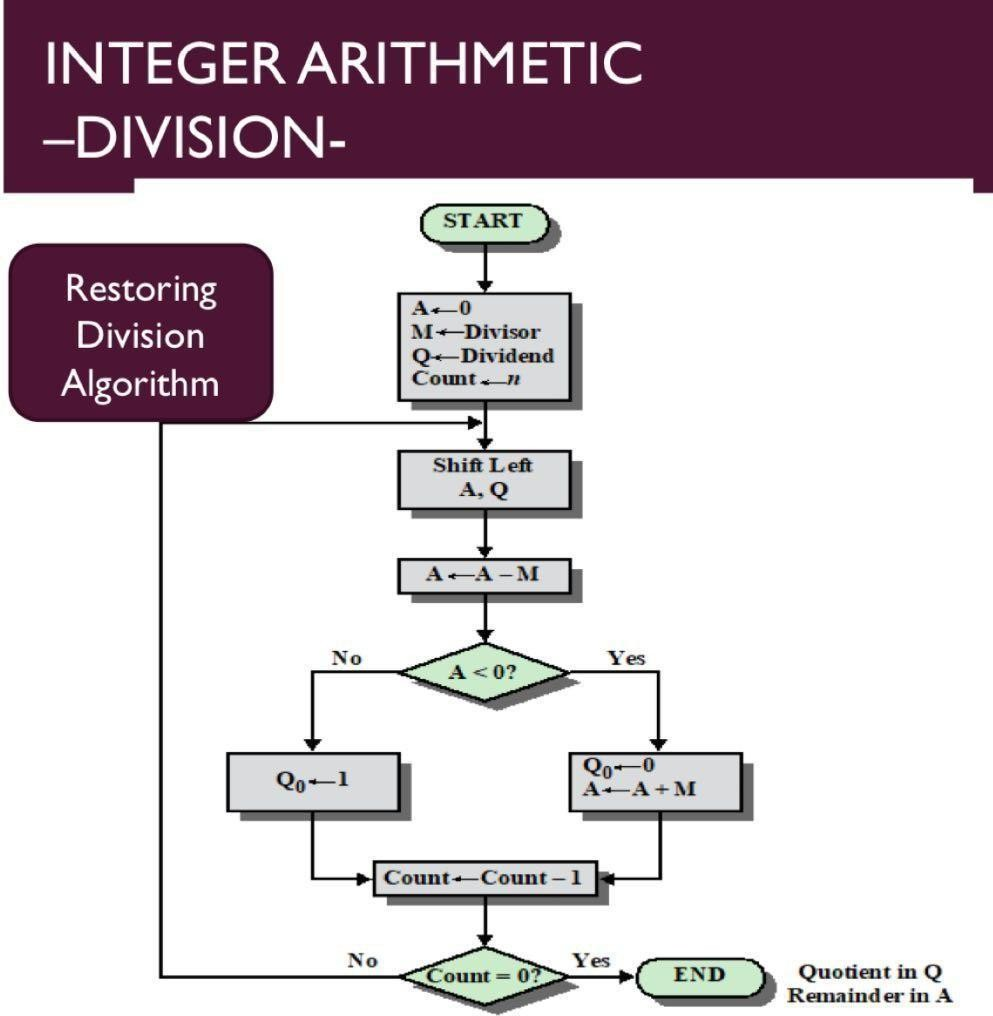 INTEGER ARITHMETIC
–DIVISION-
START
Restoring
Division
Algorithm
A←0
M←Divisor
Q←Dividend
Count←n
Shift Left
A, Q
A←A – M
No
A < 0?
Yes
Q₀←1
Q₀←0
A←A + M
Count←Count – 1
No
Count = 0?
Yes
END
Quotient in Q
Remainder in A